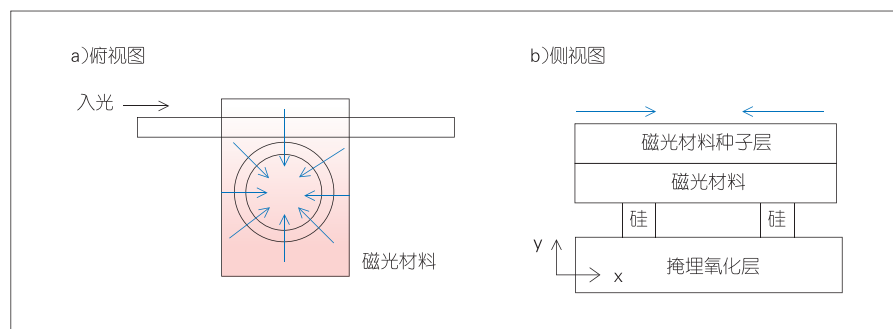 a)俯视图
入光
磁光材料
b)侧视图
磁光材料种子层
磁光材料
硅 硅
掩埋氧化层
y
x